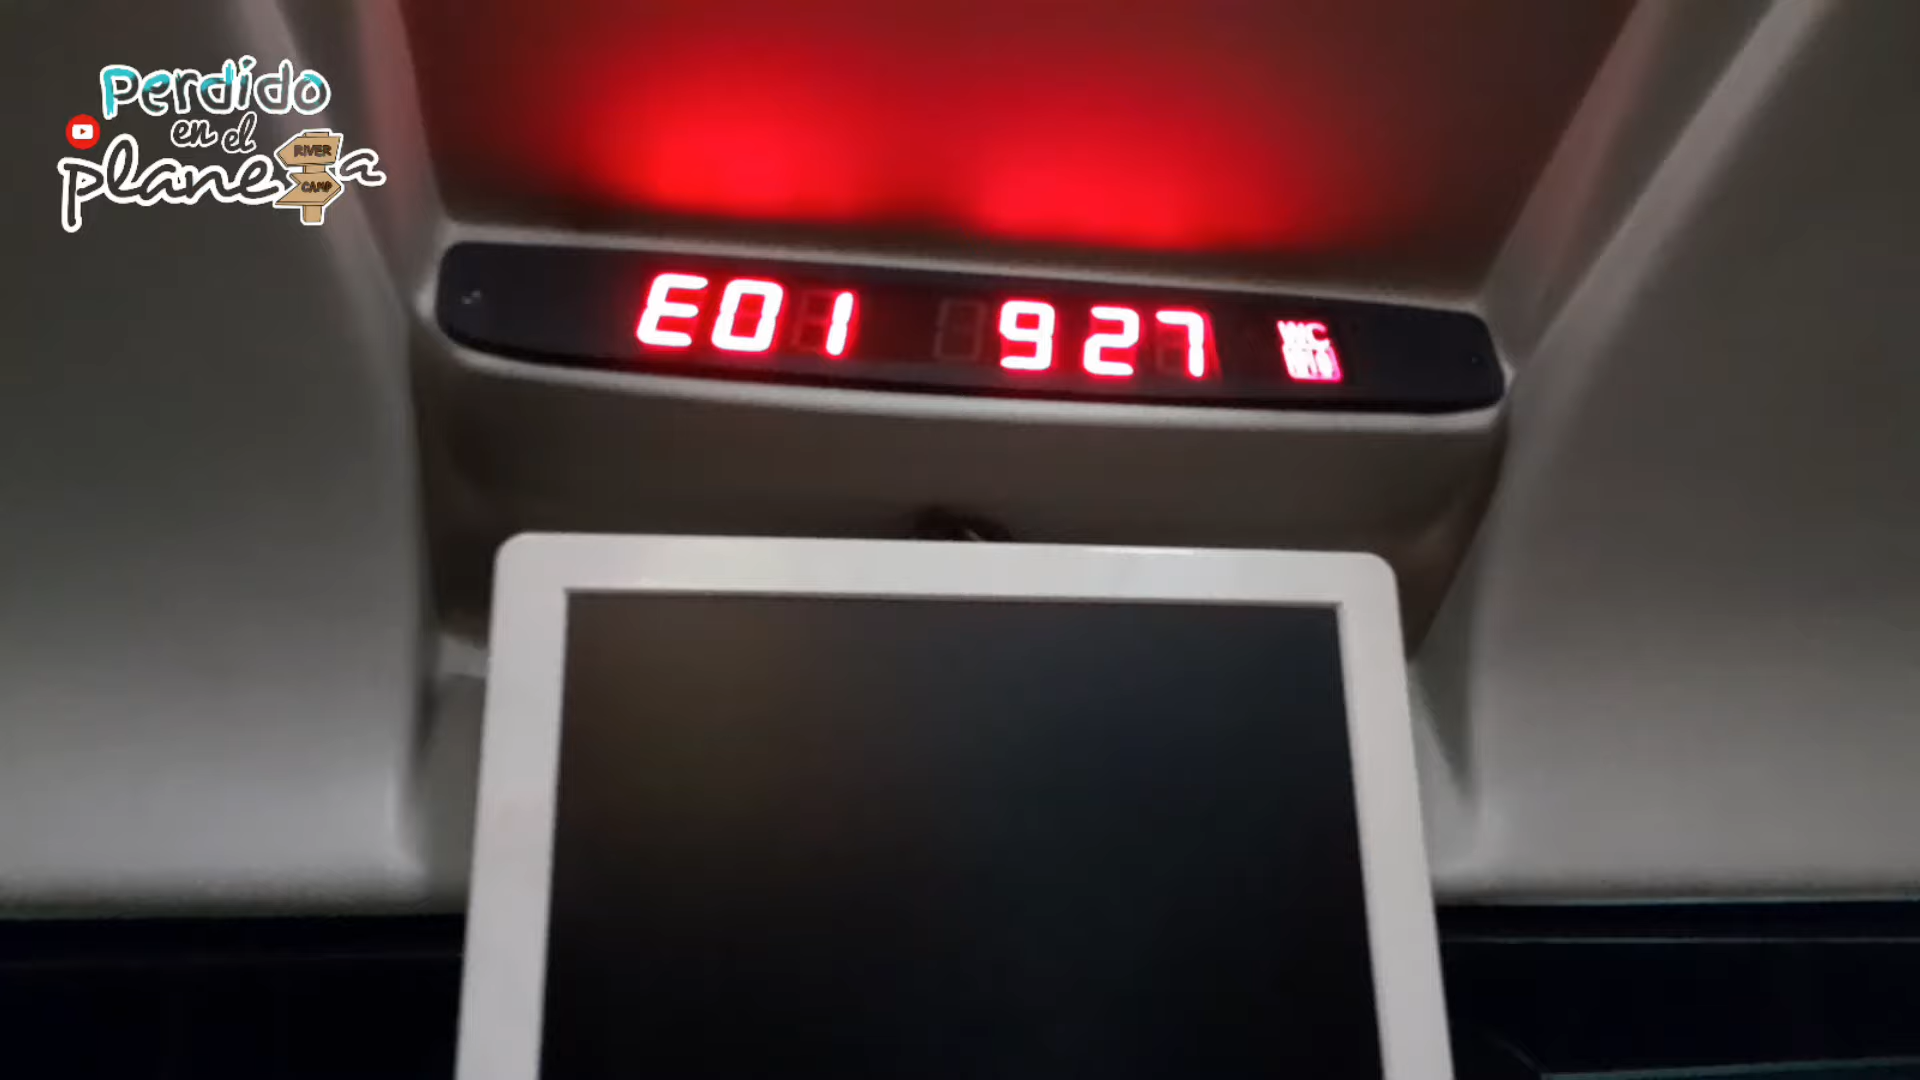 Perdido
en el
planeta
RIVER
CAMP
E01 927
WC